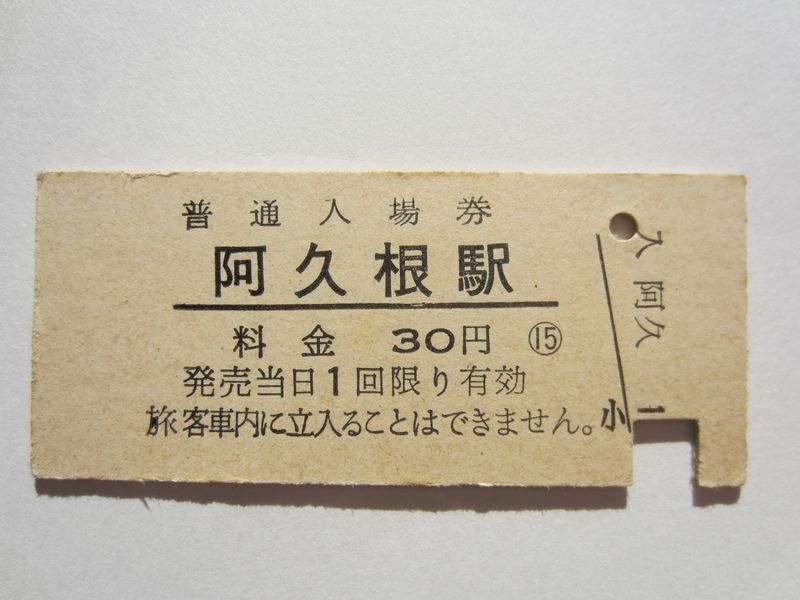 普通入場券
阿久根駅
料金 30円 ⑮
発売当日1回限り有効
旅客車内に立入ることはできません。
小
入 阿久